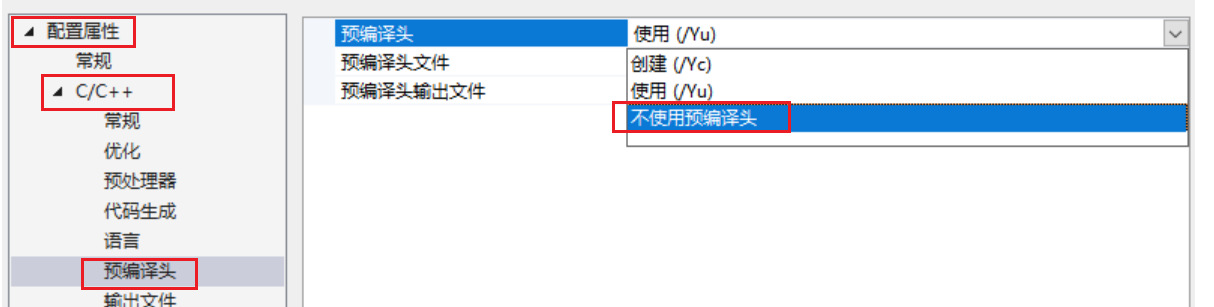 配置属性
常规
C/C++
常规
优化
预处理器
代码生成
语言
预编译头
输出文件
预编译头 使用 (/Yu)
预编译头文件 创建 (/Yc)
预编译头输出文件 使用 (/Yu)
不使用预编译头